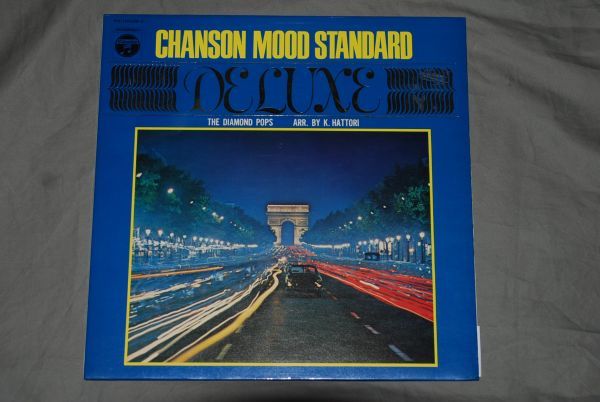 CHANSON MOOD STANDARD
DELUXE
THE DIAMOND POPS ARR. BY K. HATTORI